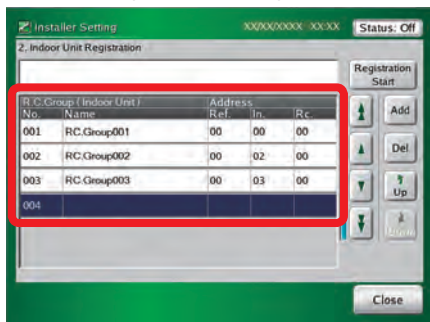 Installer Setting XX/XX/XXXX XX:XX Status: Off
2. Indoor Unit Registration
Registration
Start
R.C.Group (Indoor Unit) Address
No. Name Ref. In. Rc.
001 RC.Group001 00 00 00
002 RC.Group002 00 02 00
003 RC.Group003 00 03 00
004
Add
Del
Up
Close